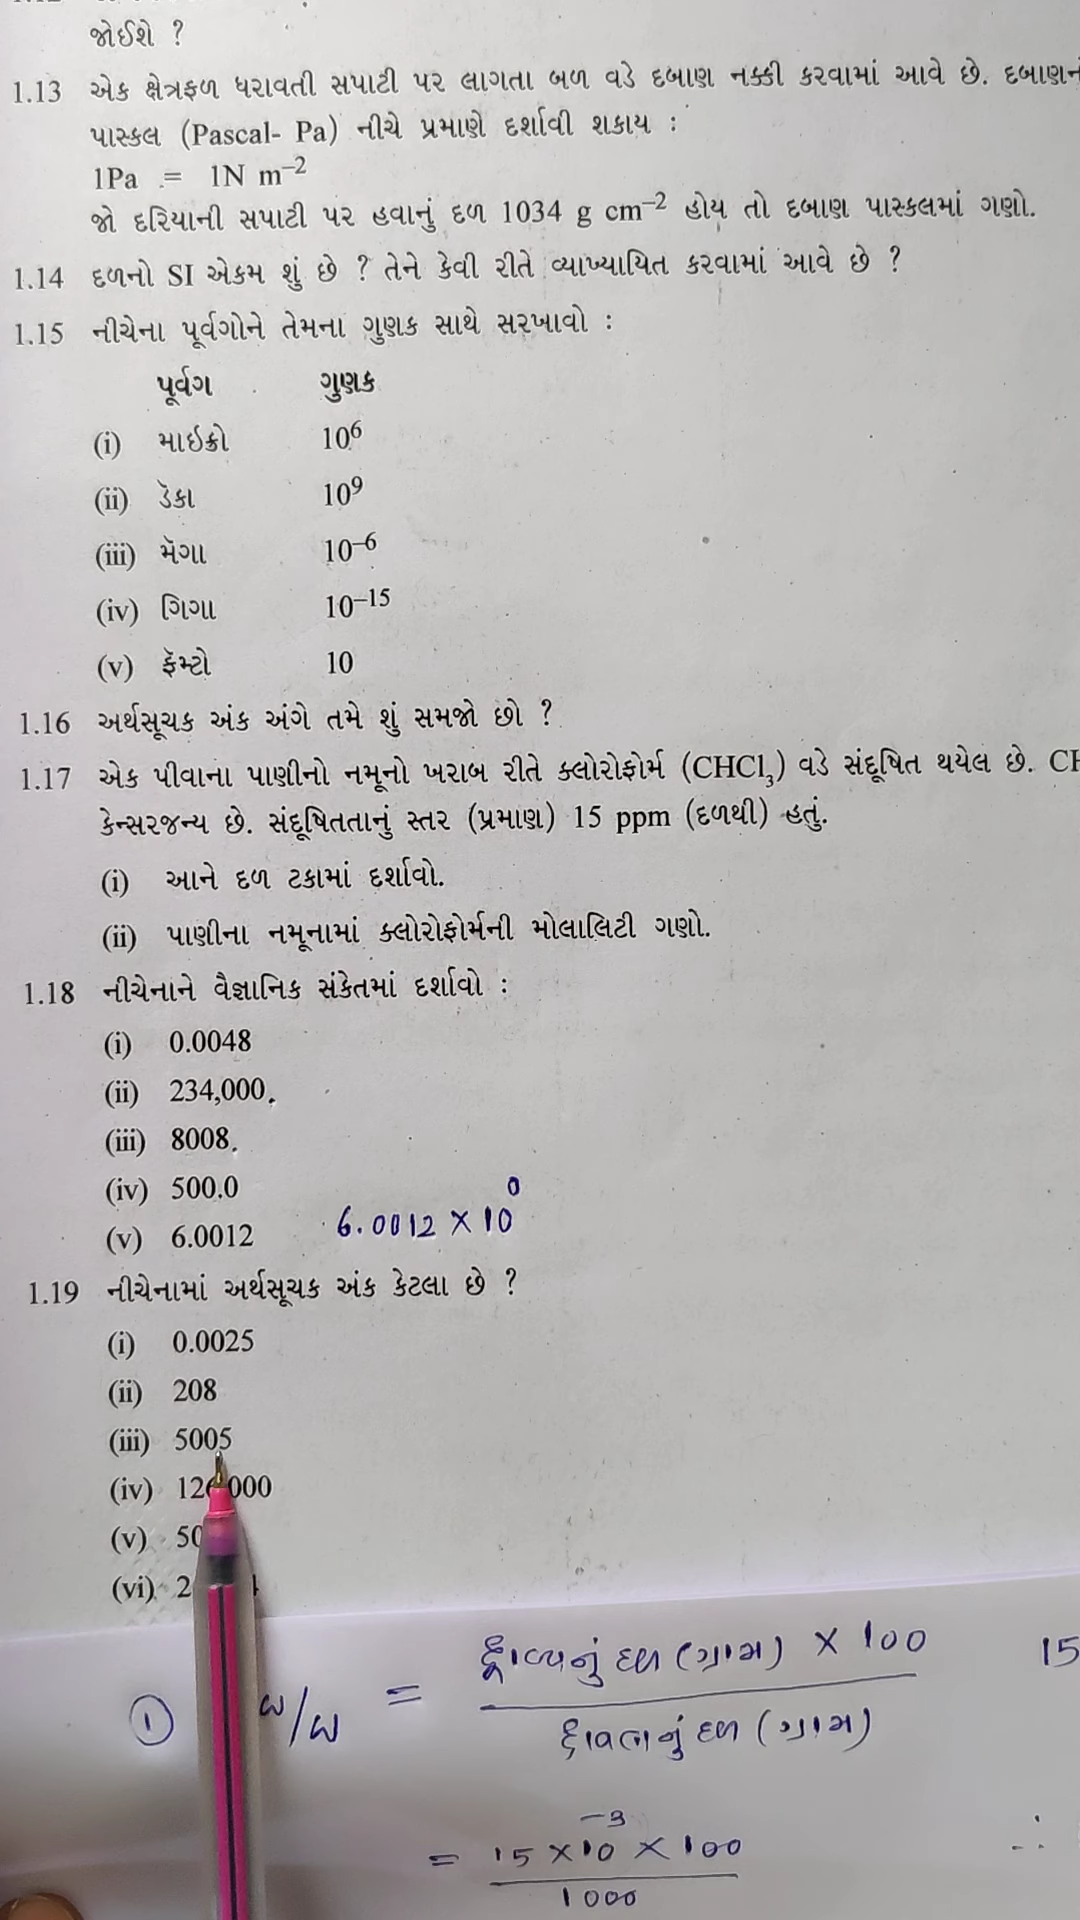 જોઈશે ?
1.13 એક ક્ષેત્રફળ ધરાવતી સપાટી પર લાગતા બળ વડે દબાણ નક્કી કરવામાં આવે છે. દબાણનો
પાસ્કલ (Pascal- Pa) નીચે પ્રમાણે દર્શાવી શકાય :
1Pa = 1N m⁻²
જો દરિયાની સપાટી પર હવાનું દળ 1034 g cm⁻² હોય તો દબાણ પાસ્કલમાં ગણો.
1.14 દળનો SI એકમ શું છે ? તેને કેવી રીતે વ્યાખ્યાયિત કરવામાં આવે છે ?
1.15 નીચેના પૂર્વગોને તેમના ગુણક સાથે સરખાવો :
પૂર્વગ ગુણક
(i) માઇક્રો 10⁶
(ii) ડૅકા 10⁹
(iii) મૅગા 10⁻⁶
(iv) ગિગા 10⁻¹⁵
(v) ફૅમ્ટો 10
1.16 અર્થસૂચક અંક અંગે તમે શું સમજો છો ?
1.17 એક પીવાના પાણીનો નમૂનો ખરાબ રીતે ક્લોરોફોર્મ (CHCl₃) વડે સંદૂષિત થયેલ છે. CH
કેન્સરજન્ય છે. સંદૂષિતતાનું સ્તર (પ્રમાણ) 15 ppm (દળથી) હતું.
(i) આને દળ ટકામાં દર્શાવો.
(ii) પાણીના નમૂનામાં ક્લોરોફોર્મની મોલાલિટી ગણો.
1.18 નીચેનાને વૈજ્ઞાનિક સંકેતમાં દર્શાવો :
(i) 0.0048
(ii) 234,000.
(iii) 8008.
(iv) 500.0
(v) 6.0012 6.0012 × 10⁰
1.19 નીચેનામાં અર્થસૂચક અંક કેટલા છે ?
(i) 0.0025
(ii) 208
(iii) 5005
(iv) 126,000
(v) 50
(vi) 2
દ્રાવ્યનું દળ (ગ્રામ) × 100 15
① w/w =
દ્રાવણનું દળ (ગ્રામ)
= 15 × 10⁻³ × 100 ∴
1000